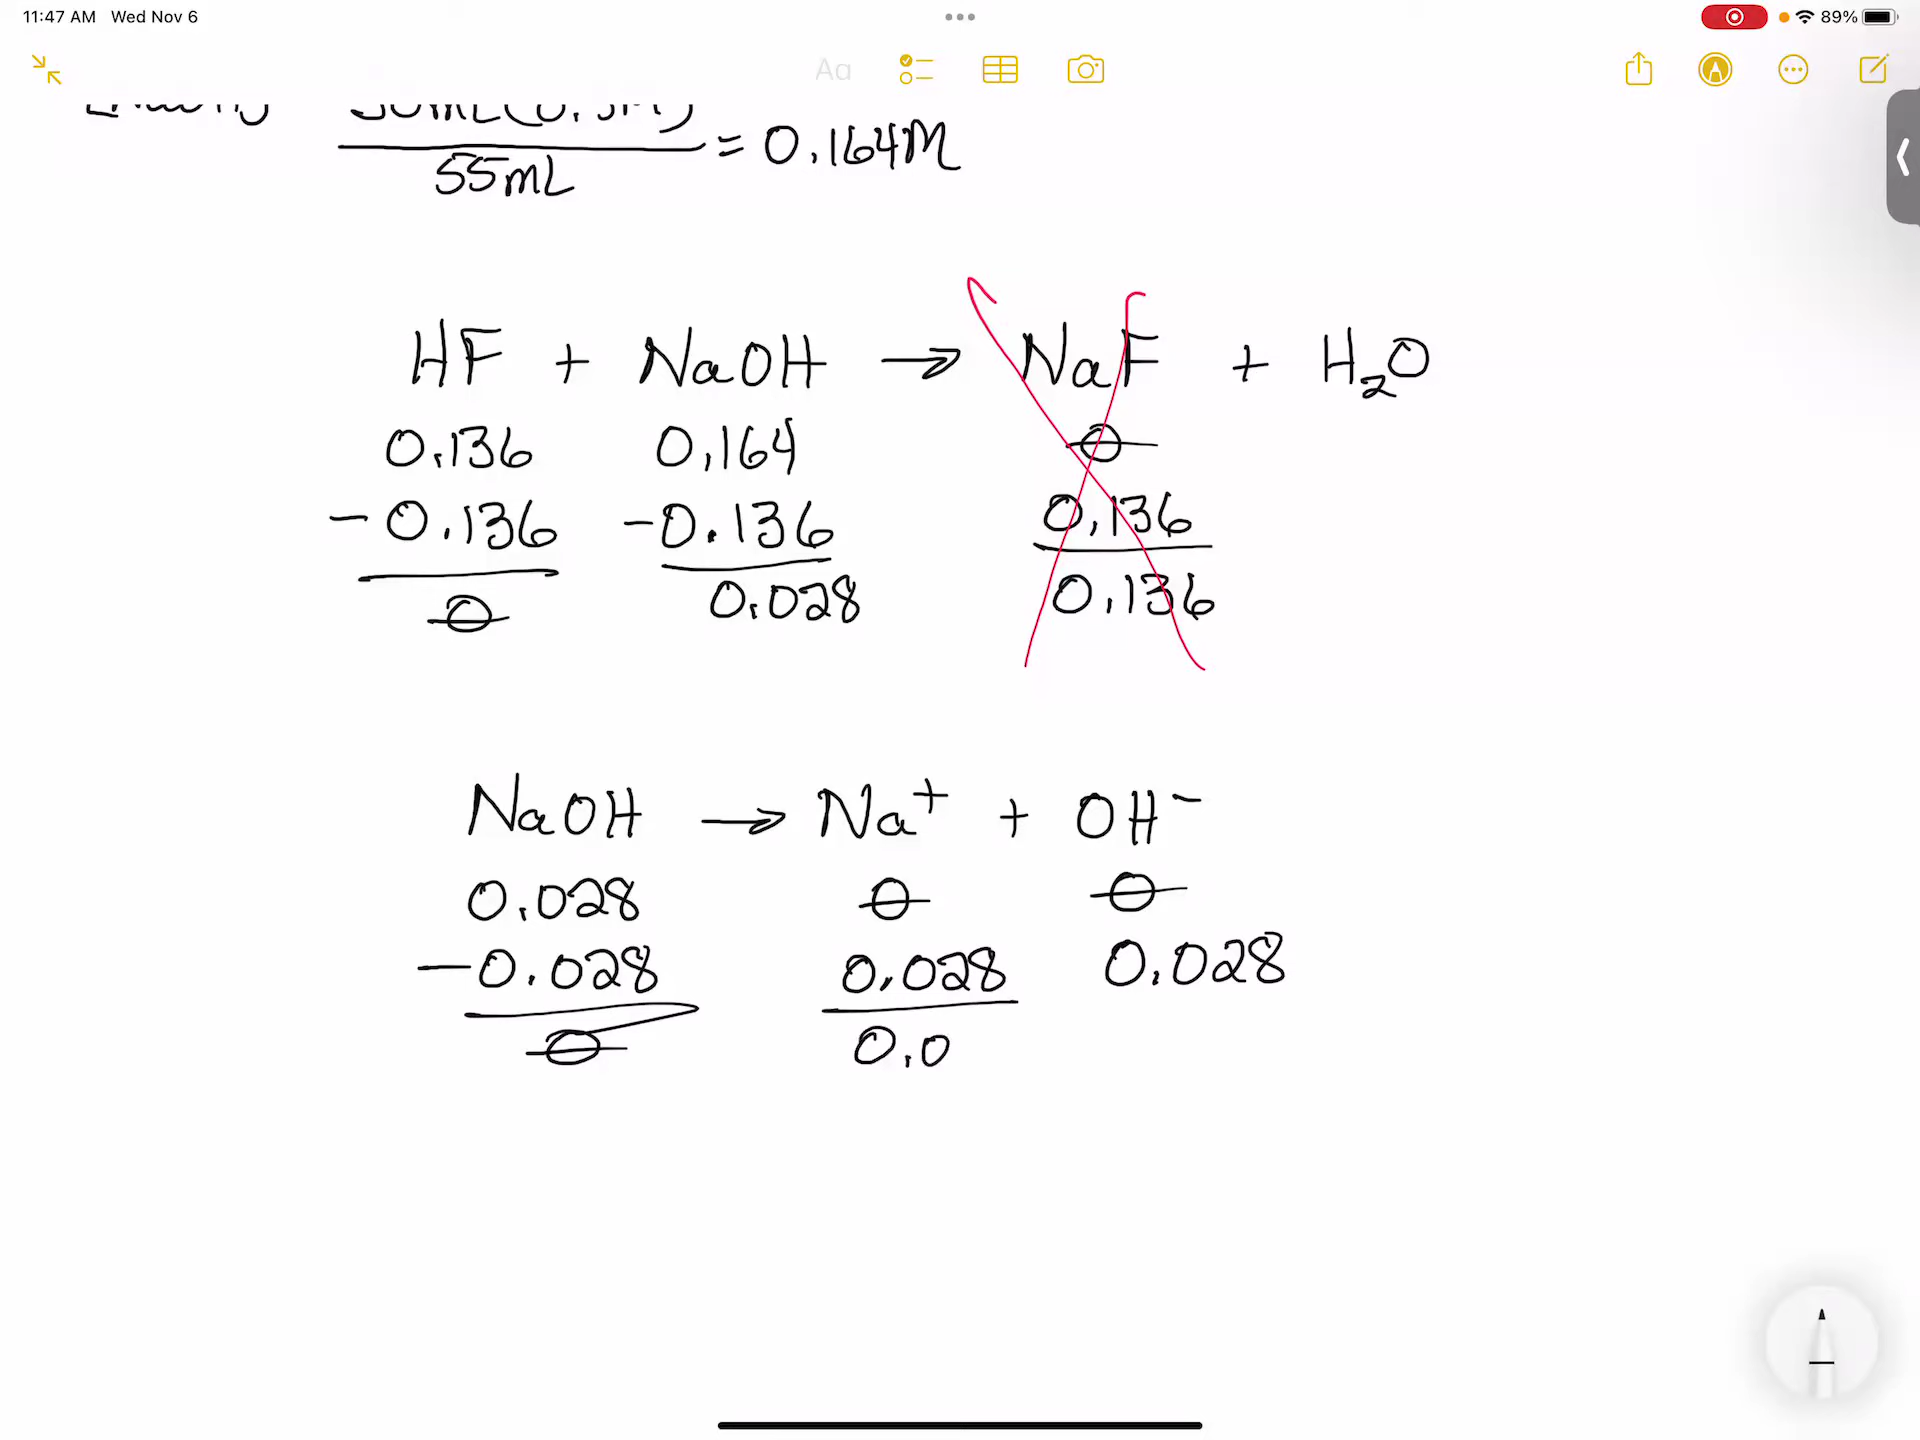 11:47 AM Wed Nov 6 89%
Aa
= 0.164M
55mL
HF + NaOH → NaF + H₂O
0.136 0.164 0
-0.136 -0.136 0.136
0 0.028 0.136
NaOH → Na⁺ + OH⁻
0.028 0 0
-0.028 0.028 0.028
0 0.0